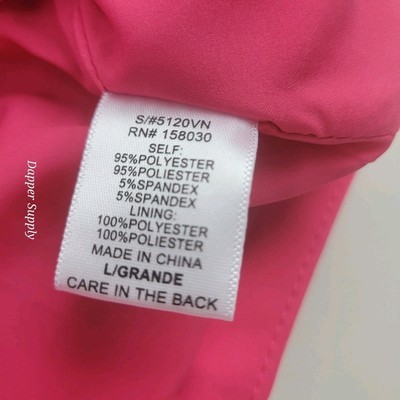 S/#5120VN
RN# 158030
SELF:
95%POLYESTER
95%POLIESTER
5%SPANDEX
5%SPANDEX
LINING:
100%POLYESTER
100%POLIESTER
MADE IN CHINA
L/GRANDE
CARE IN THE BACK
Dapper Supply